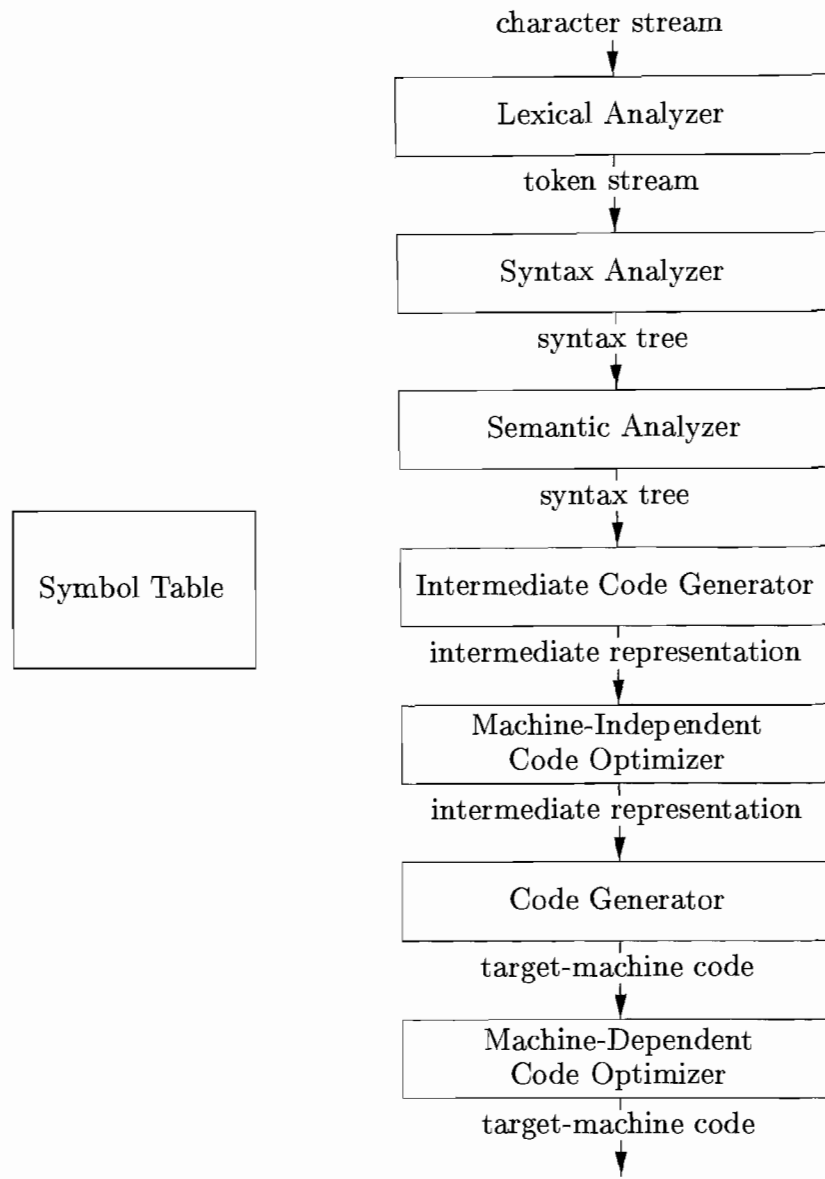 character stream
Lexical Analyzer
token stream
Syntax Analyzer
syntax tree
Semantic Analyzer
syntax tree
Symbol Table
Intermediate Code Generator
intermediate representation
Machine-Independent
Code Optimizer
intermediate representation
Code Generator
target-machine code
Machine-Dependent
Code Optimizer
target-machine code